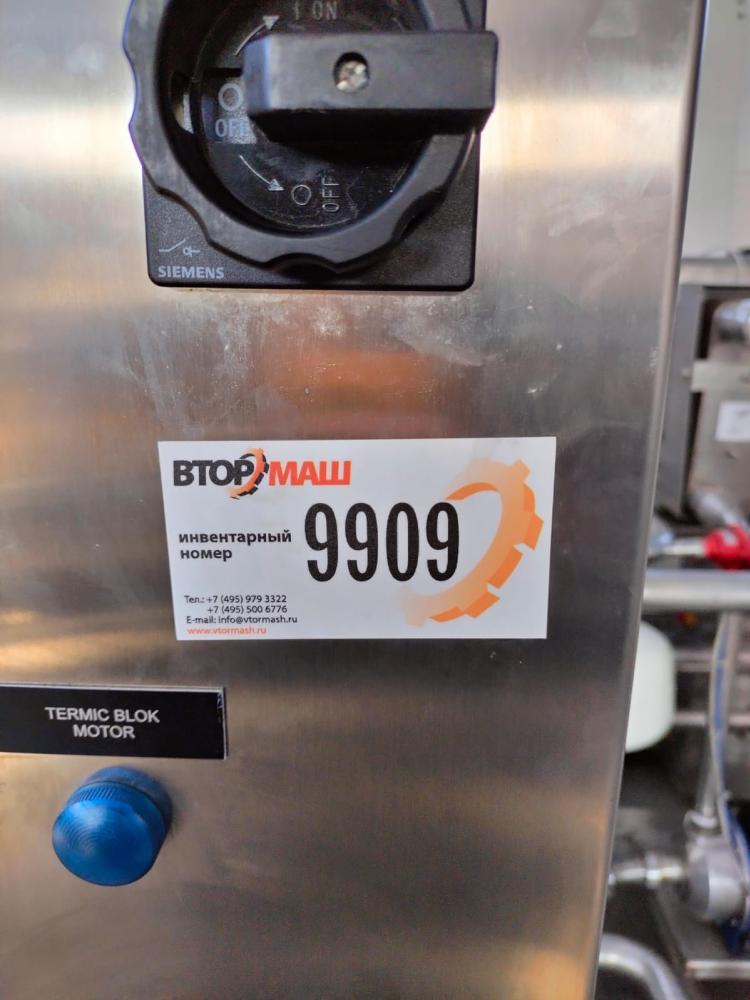 I ON
O
OFF
O OFF
SIEMENS
ВТОРМАШ
инвентарный
номер
9909
Тел.: +7 (495) 979 3322
+7 (495) 500 6776
E-mail: info@vtormash.ru
www.vtormash.ru
TERMIC BLOK
MOTOR